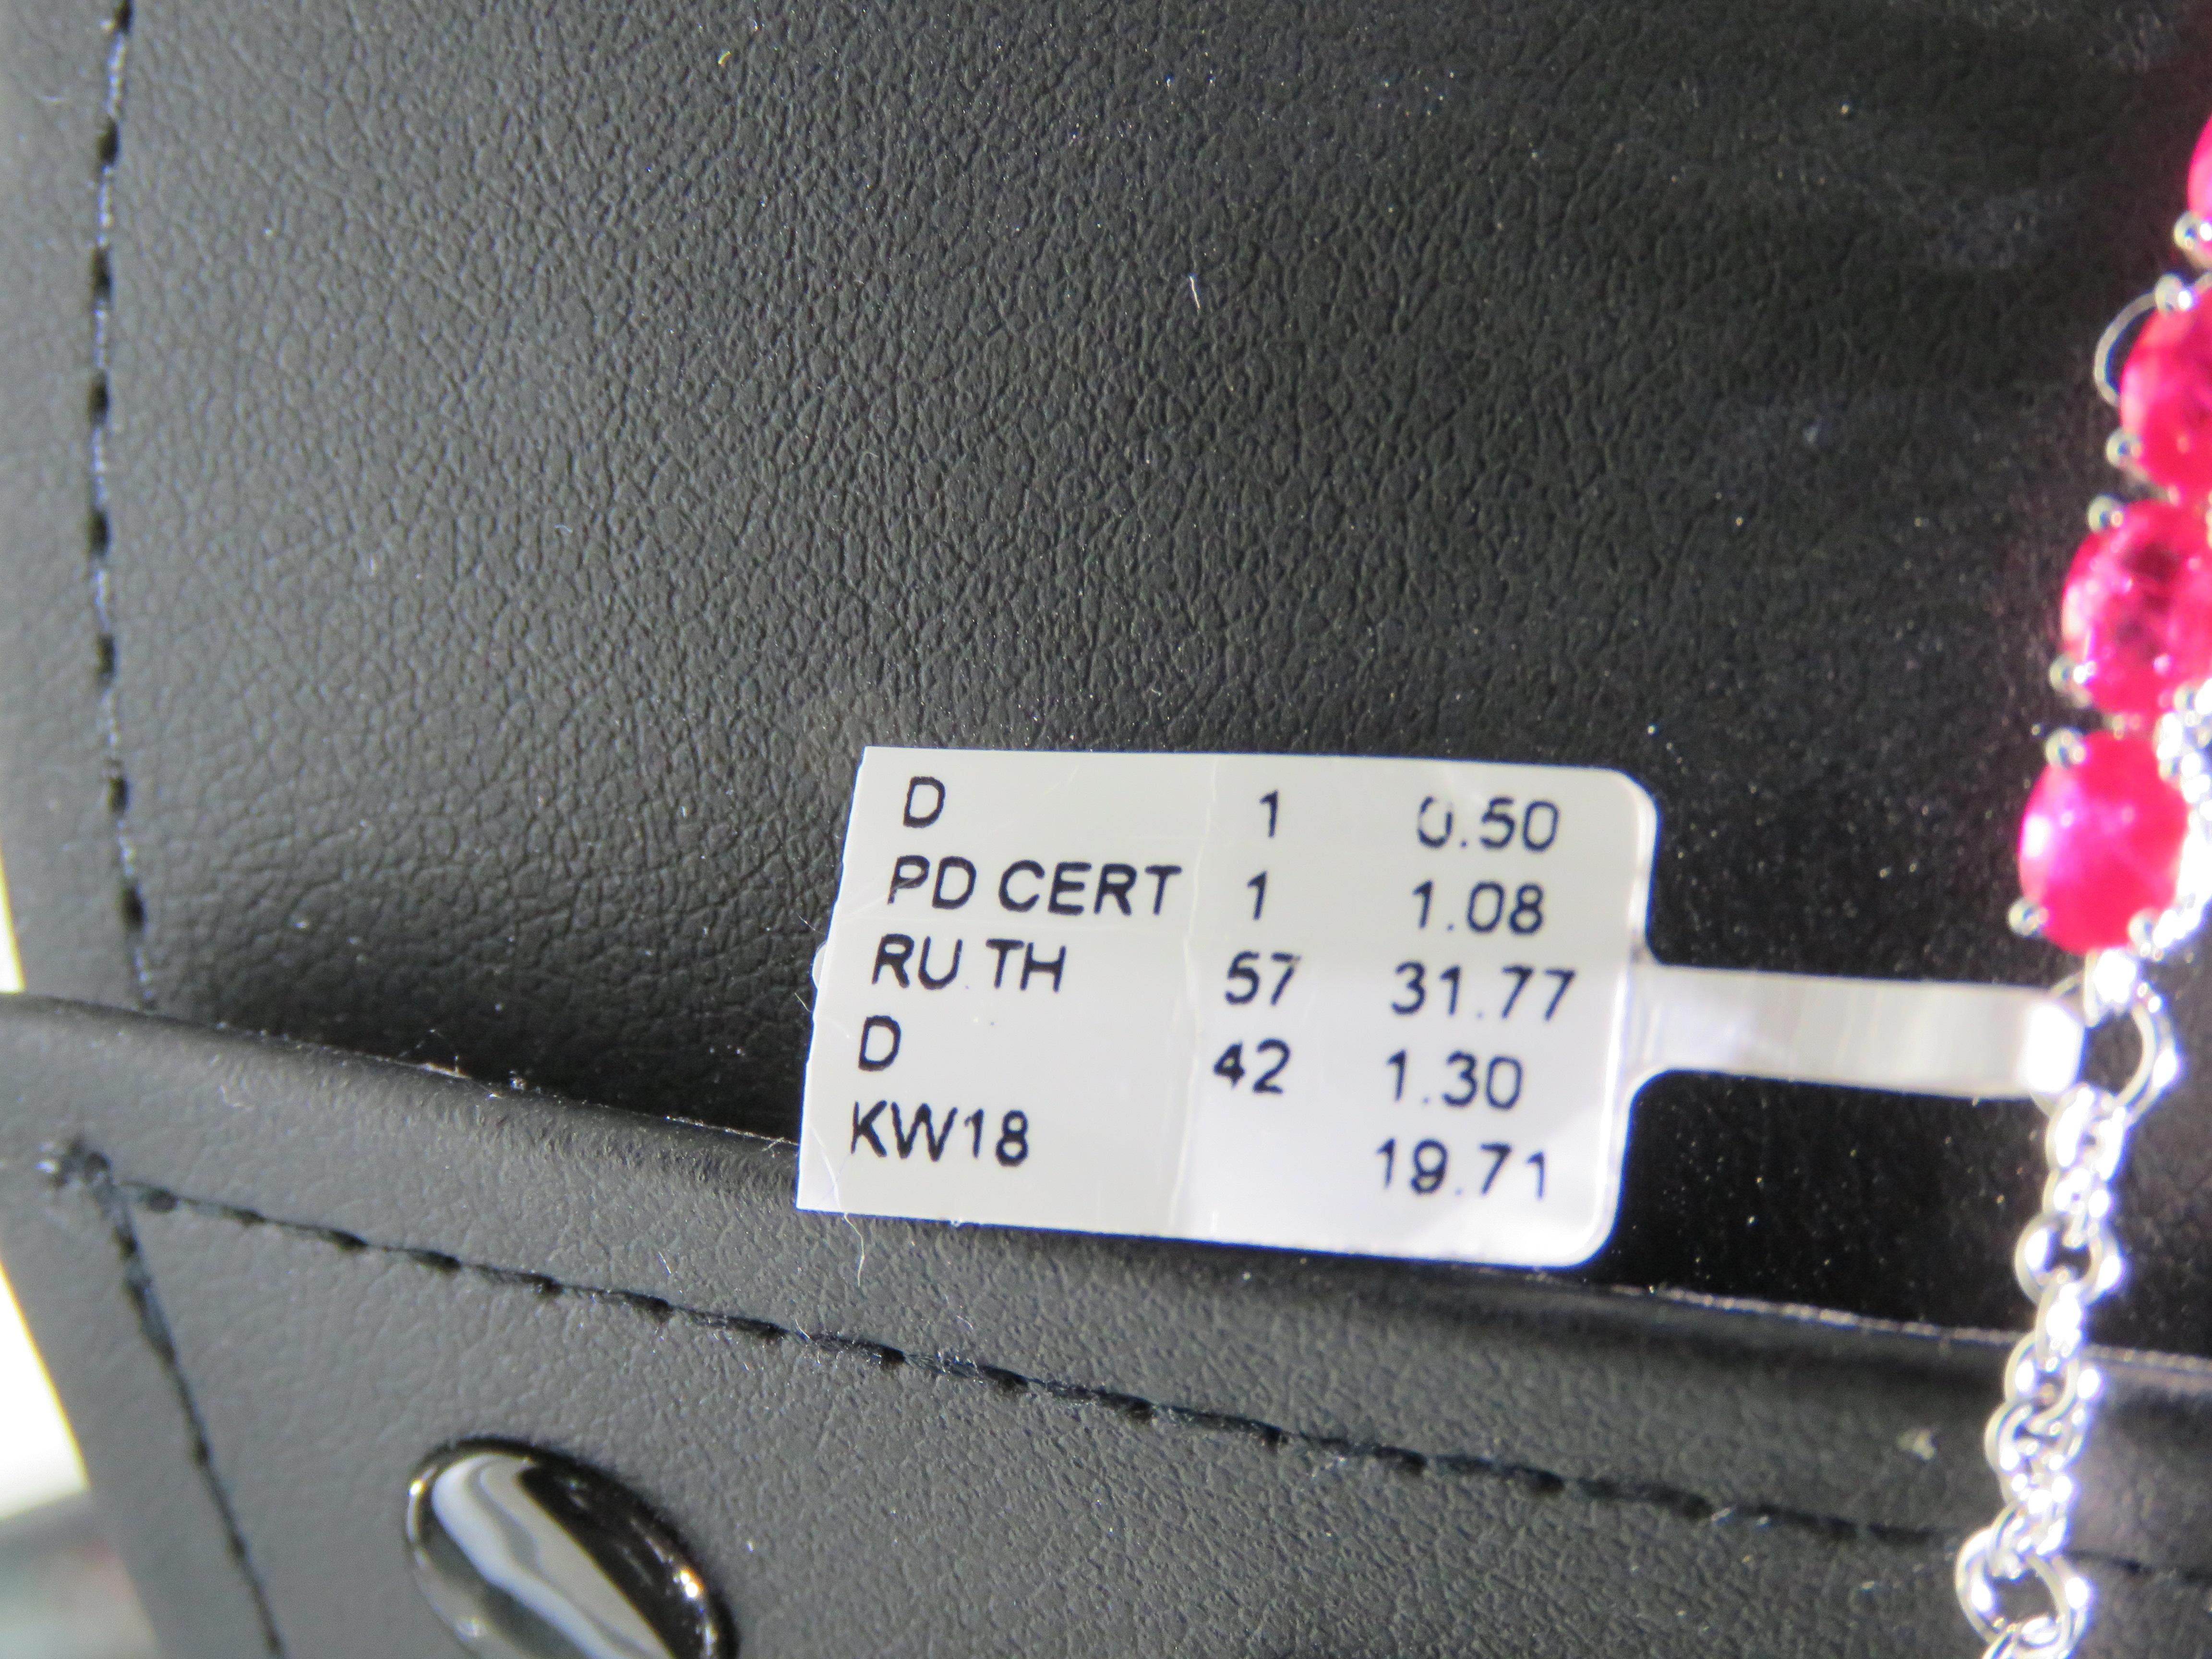 D 1 0.50
PD CERT 1 1.08
RU TH 57 31.77
D 42 1.30
KW18 19.71